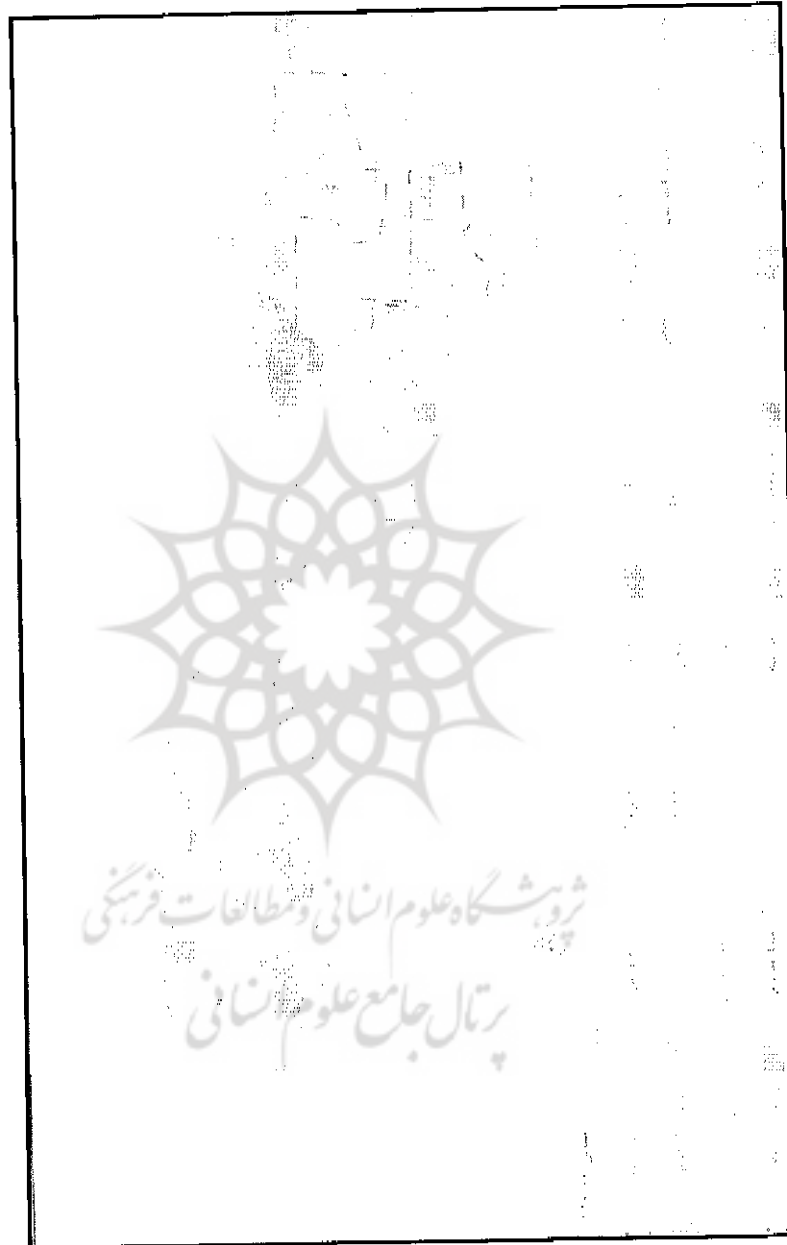 پژوهشگاه علوم انسانی و مطالعات فرهنگی
پرتال جامع علوم انسانی